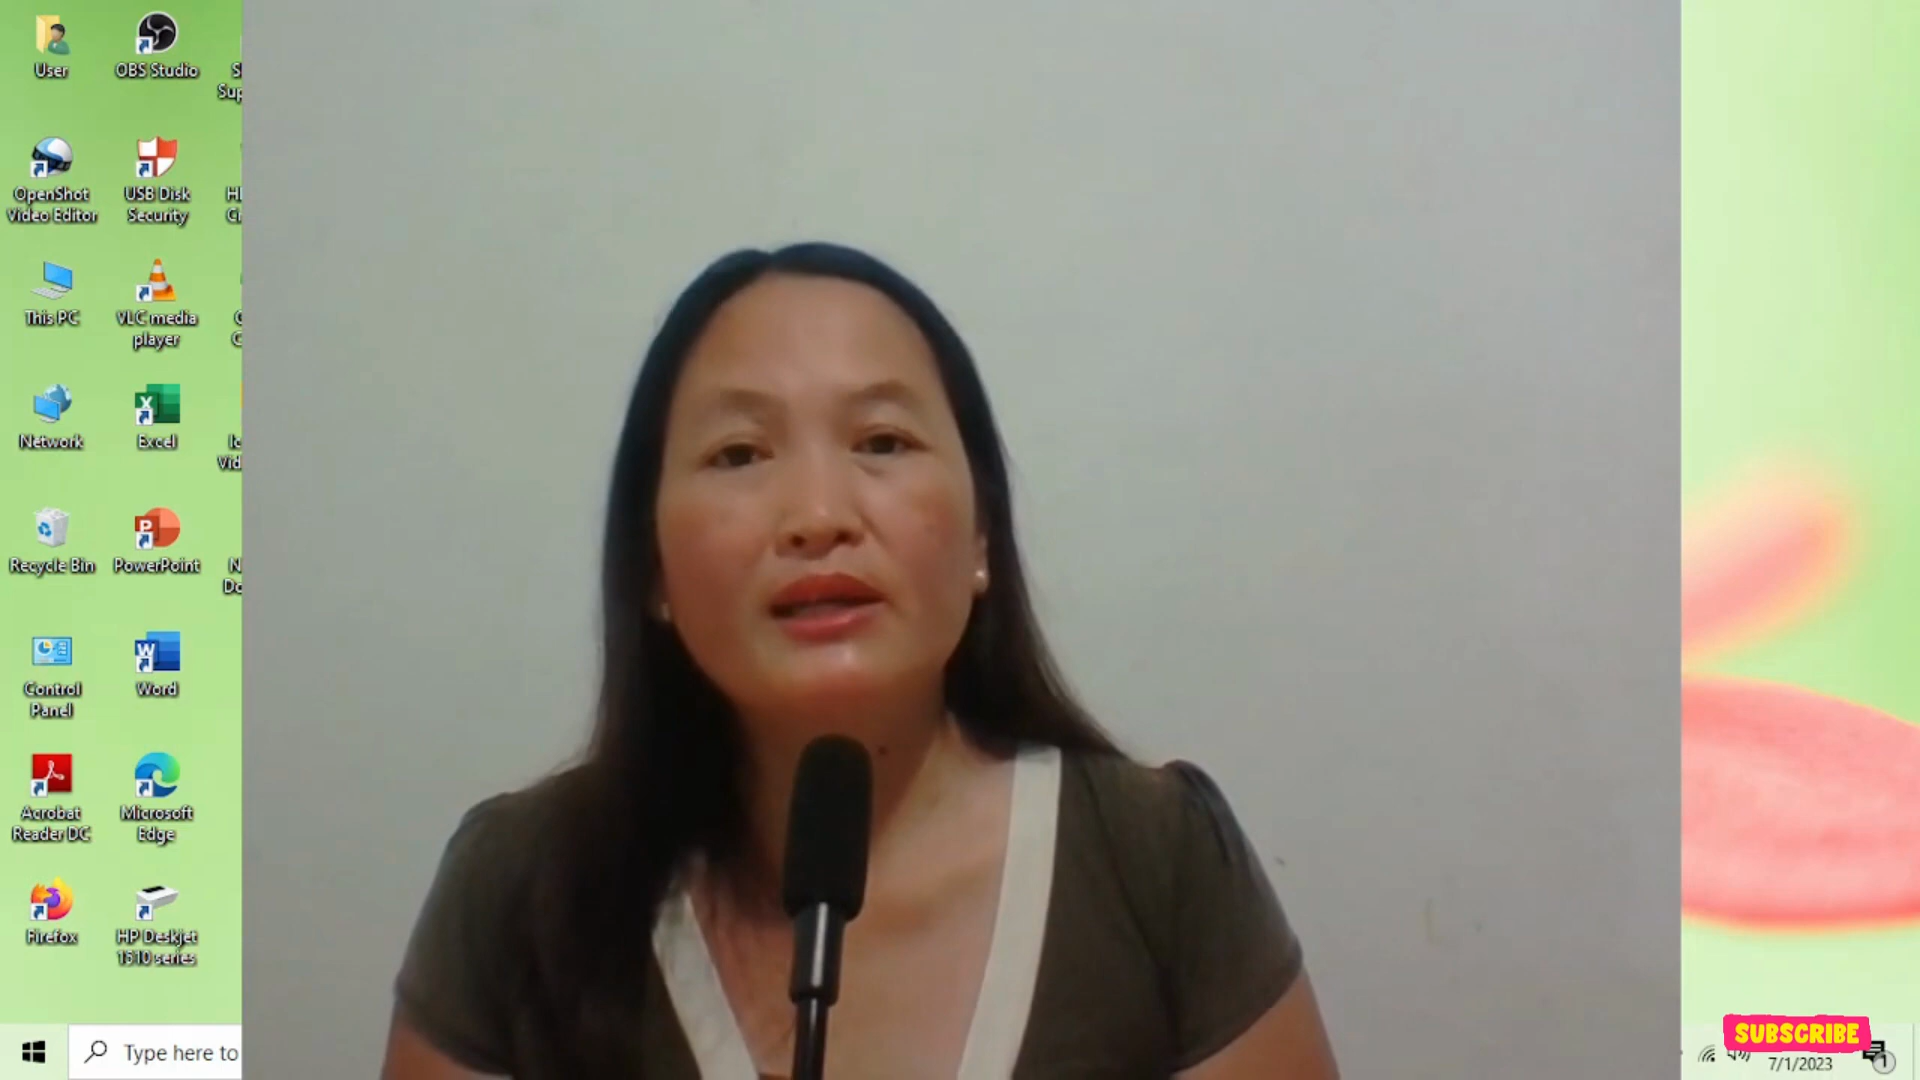 User
OBS Studio
OpenShot
Video Editor
USB Disk
Security
This PC
VLC media
player
Network
Excel
Recycle Bin
PowerPoint
Control
Panel
Word
Acrobat
Reader DC
Microsoft
Edge
Firefox
HP Deskjet
1510 series
Type here to
SUBSCRIBE
7/1/2023
1